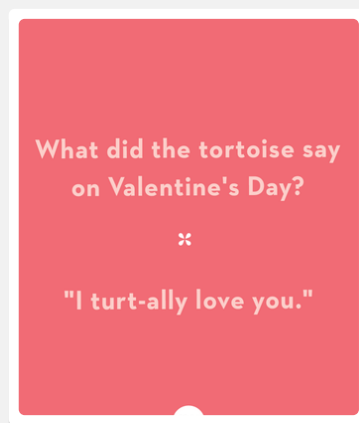 What did the tortoise say
on Valentine's Day?
"I turt-ally love you."